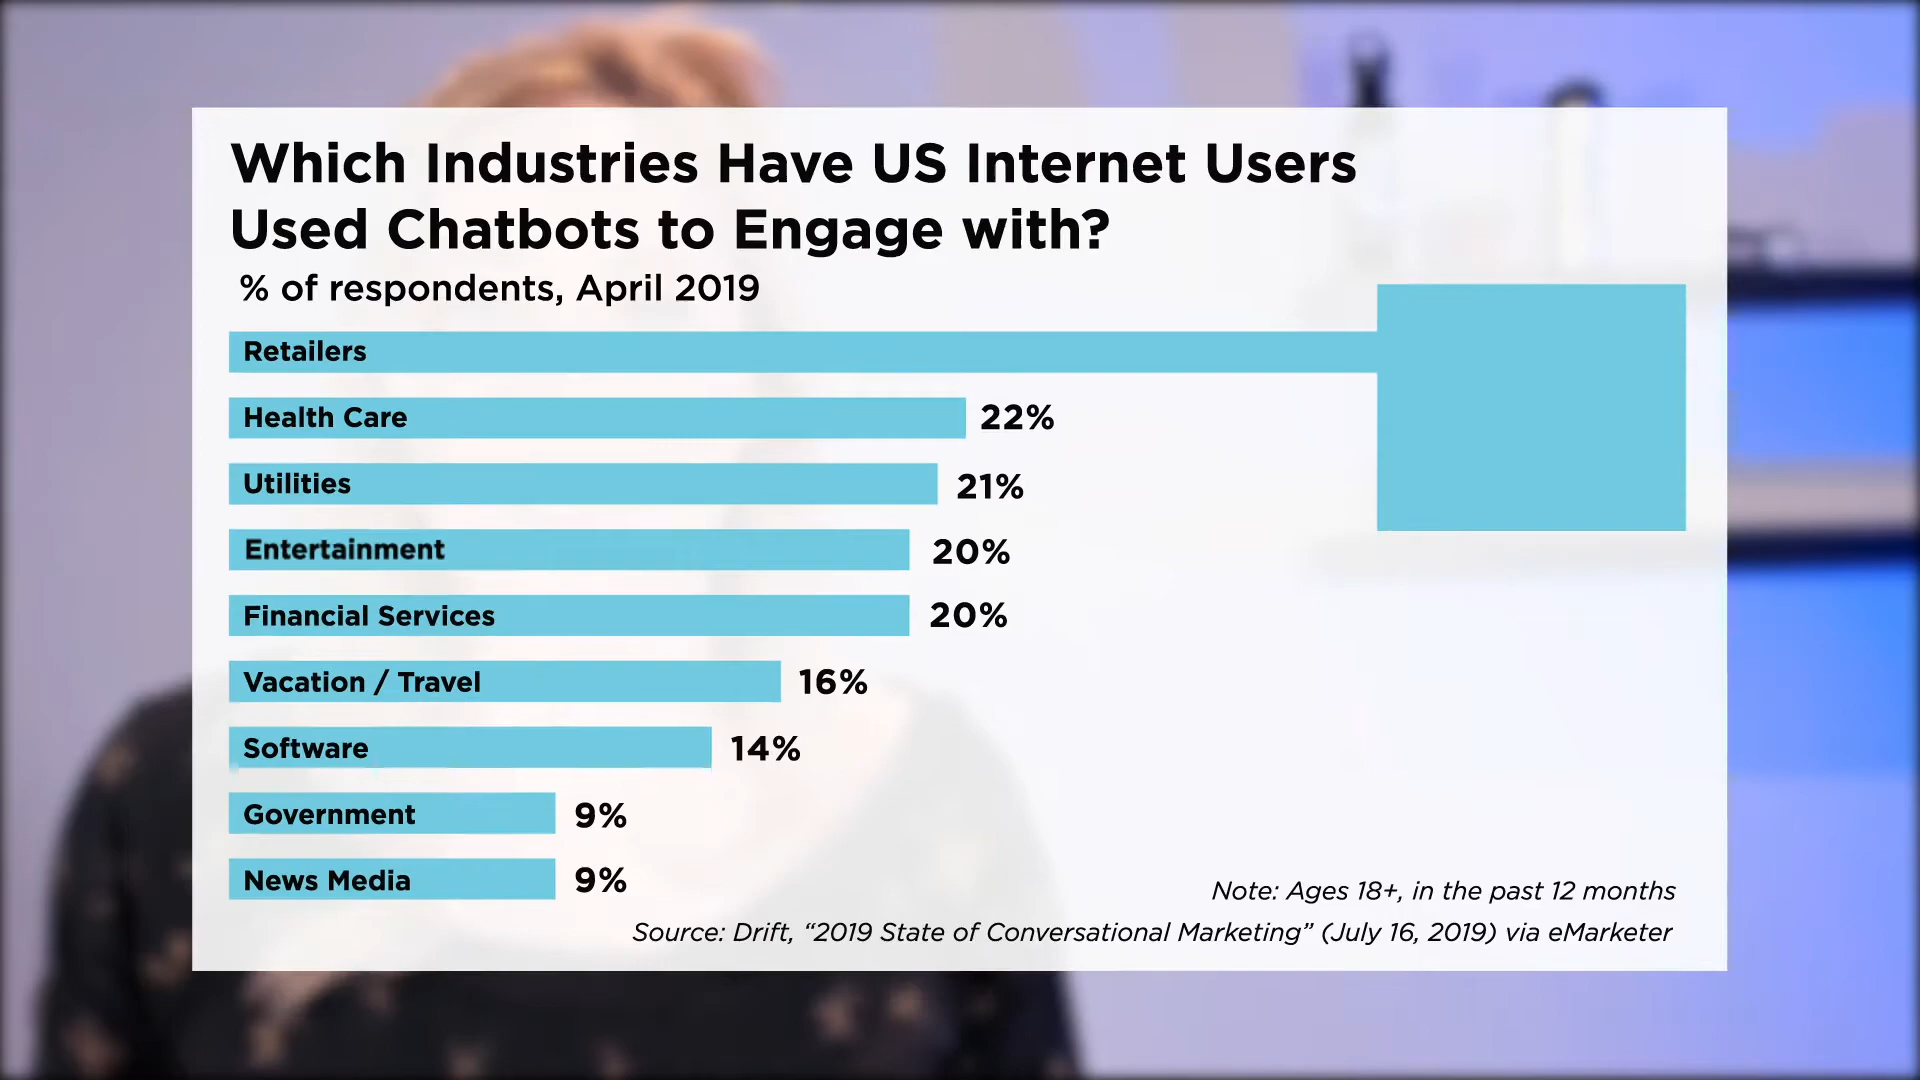 Which Industries Have US Internet Users
Used Chatbots to Engage with?
% of respondents, April 2019
Retailers
Health Care 22%
Utilities 21%
Entertainment 20%
Financial Services 20%
Vacation / Travel 16%
Software 14%
Government 9%
News Media 9%
Note: Ages 18+, in the past 12 months
Source: Drift, “2019 State of Conversational Marketing” (July 16, 2019) via eMarketer